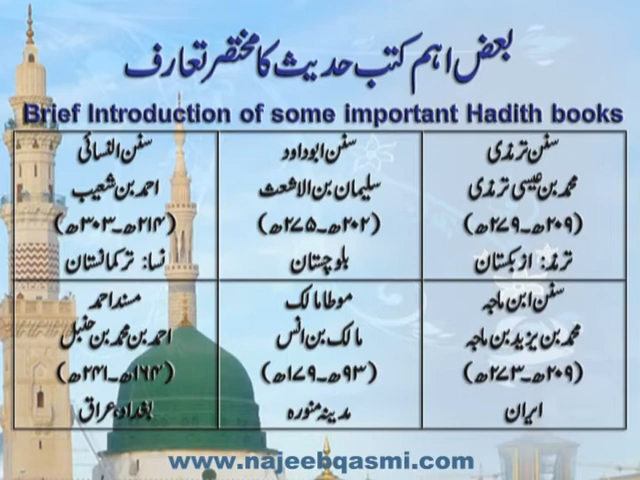 بعض اہم کتب حدیث کا مختصر تعارف
Brief Introduction of some important Hadith books
سنن ترمذی
محمد بن عیسی ترمذی
(۲۰۹ھ۔۲۷۹ھ)
ترمذ: ازبکستان
سنن ابوداود
سلیمان بن الاشعث
(۲۰۲ھ۔۲۷۵ھ)
بلوچستان
سنن النسائی
احمد بن شعیب
(۲۱۴ھ۔۳۰۳ھ)
نسا: ترکمانستان
سنن ابن ماجہ
محمد بن یزید بن ماجہ
(۲۰۹ھ۔۲۷۳ھ)
ایران
موطا مالک
مالک بن انس
(۹۳ھ۔۱۷۹ھ)
مدینہ منورہ
مسند احمد
احمد بن محمد بن حنبل
(۱۶۴ھ۔۲۴۱ھ)
بغداد، عراق
www.najeebqasmi.com